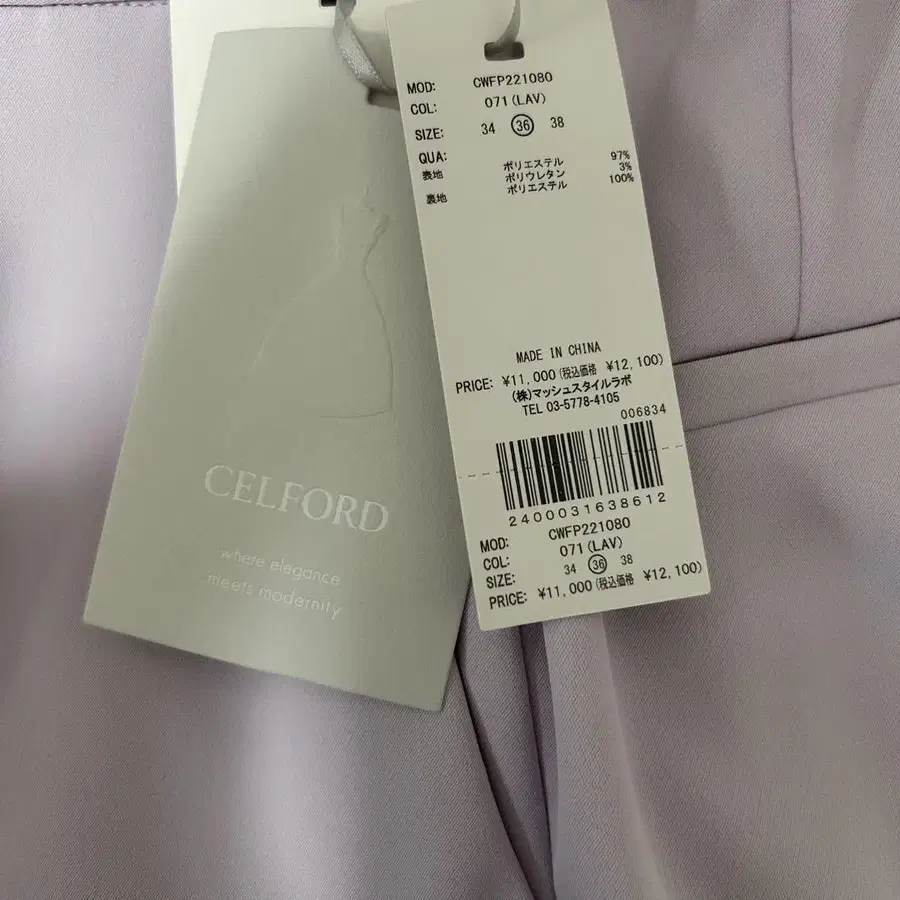 CELFORD
where elegance
meets modernity
MOD: CWFP221080
COL: 071(LAV)
SIZE: 34 36 38
QUA:
表地 ポリエステル 97%
ポリウレタン 3%
裏地 ポリエステル 100%
MADE IN CHINA
PRICE: ¥11,000(税込価格 ¥12,100)
(株)マッシュスタイルラボ
TEL 03-5778-4105
006834
2400031638612
MOD: CWFP221080
COL: 071(LAV)
SIZE: 34 36 38
PRICE: ¥11,000(税込価格 ¥12,100)